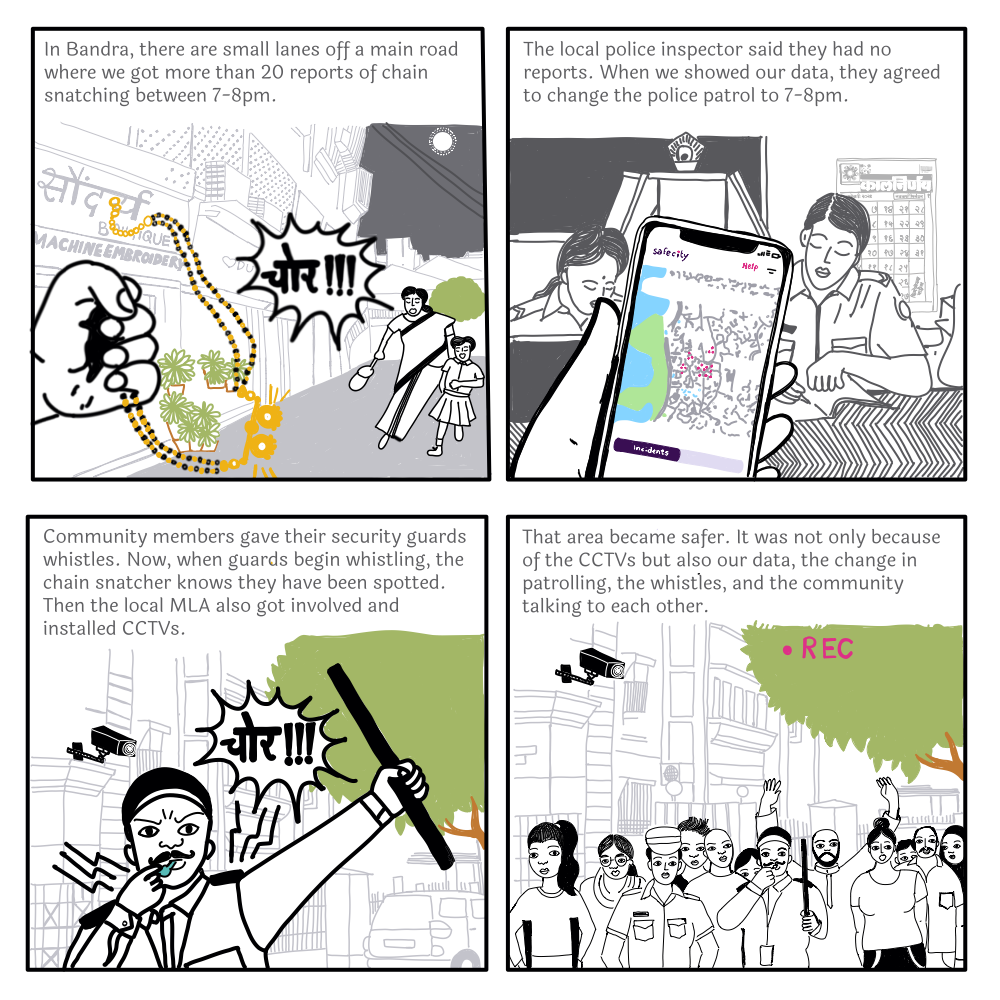 In Bandra, there are small lanes off a main road
where we got more than 20 reports of chain
snatching between 7-8pm.
सौंदर्य
MACHINE EMBROIDERY
चोर!!!
The local police inspector said they had no
reports. When we showed our data, they agreed
to change the police patrol to 7-8pm.
कालनिर्णय
safecity
Help
Incidents
Community members gave their security guards
whistles. Now, when guards begin whistling, the
chain snatcher knows they have been spotted.
Then the local MLA also got involved and
installed CCTVs.
चोर!!!
That area became safer. It was not only because
of the CCTVs but also our data, the change in
patrolling, the whistles, and the community
talking to each other.
REC